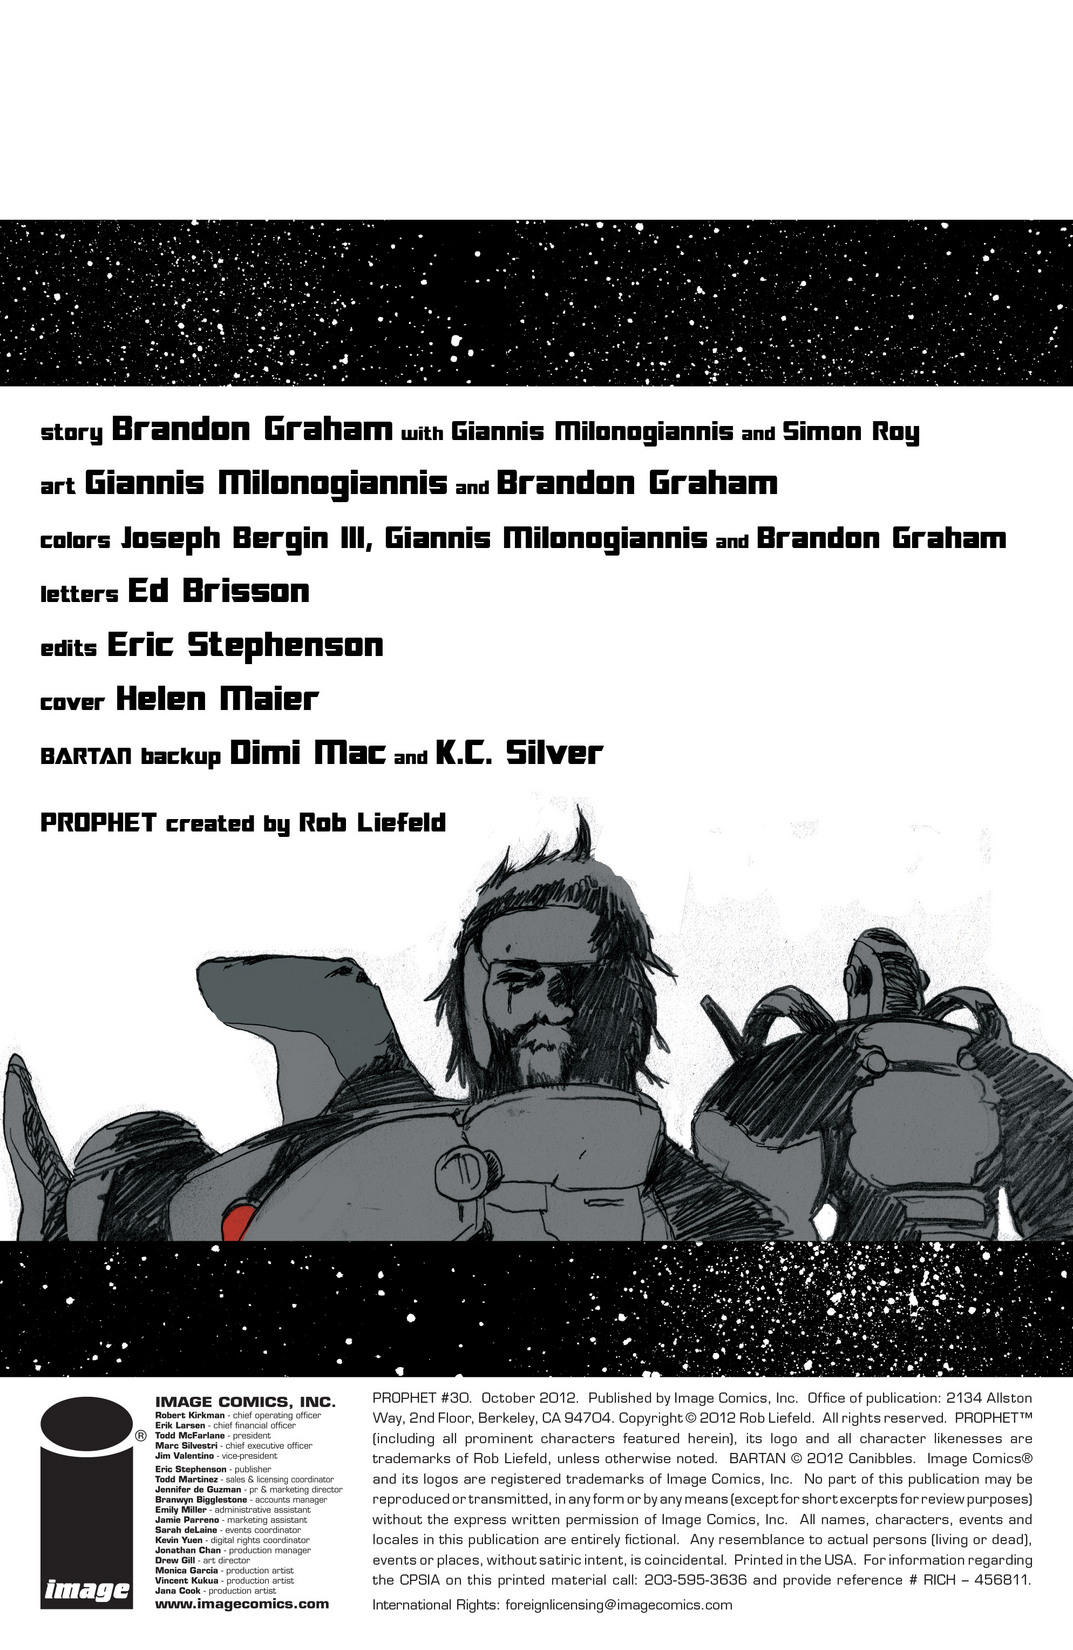 story Brandon Graham with Giannis Milonogiannis and Simon Roy
art Giannis Milonogiannis and Brandon Graham
colors Joseph Bergin III, Giannis Milonogiannis and Brandon Graham
letters Ed Brisson
edits Eric Stephenson
cover Helen Maier
BARTAN backup Dimi Mac and K.C. Silver
PROPHET created by Rob Liefeld
®
image
IMAGE COMICS, INC.
Robert Kirkman - chief operating officer
Erik Larsen - chief financial officer
Todd McFarlane - president
Marc Silvestri - chief executive officer
Jim Valentino - vice-president
Eric Stephenson - publisher
Todd Martinez - sales & licensing coordinator
Jennifer de Guzman - pr & marketing director
Branwyn Bigglestone - accounts manager
Emily Miller - administrative assistant
Jamie Parreno - marketing assistant
Sarah deLaine - events coordinator
Kevin Yuen - digital rights coordinator
Jonathan Chan - production manager
Drew Gill - art director
Monica Garcia - production artist
Vincent Kukua - production artist
Jana Cook - production artist
www.imagecomics.com
PROPHET #30. October 2012. Published by Image Comics, Inc. Office of publication: 2134 Allston
Way, 2nd Floor, Berkeley, CA 94704. Copyright © 2012 Rob Liefeld. All rights reserved. PROPHET™
(including all prominent characters featured herein), its logo and all character likenesses are
trademarks of Rob Liefeld, unless otherwise noted. BARTAN © 2012 Canibbles. Image Comics®
and its logos are registered trademarks of Image Comics, Inc. No part of this publication may be
reproduced or transmitted, in any form or by any means (except for short excerpts for review purposes)
without the express written permission of Image Comics, Inc. All names, characters, events and
locales in this publication are entirely fictional. Any resemblance to actual persons (living or dead),
events or places, without satiric intent, is coincidental. Printed in the USA. For information regarding
the CPSIA on this printed material call: 203-595-3636 and provide reference # RICH – 456811.
International Rights: foreignlicensing@imagecomics.com